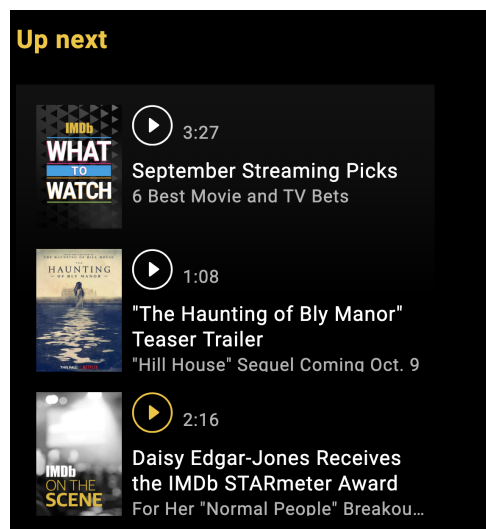 Up next
IMDb
WHAT
TO
WATCH
3:27
September Streaming Picks
6 Best Movie and TV Bets
THE HAUNTING
OF BLY MANOR
NETFLIX
1:08
"The Haunting of Bly Manor"
Teaser Trailer
"Hill House" Sequel Coming Oct. 9
IMDb
ON THE
SCENE
2:16
Daisy Edgar-Jones Receives
the IMDb STARmeter Award
For Her "Normal People" Breakou…